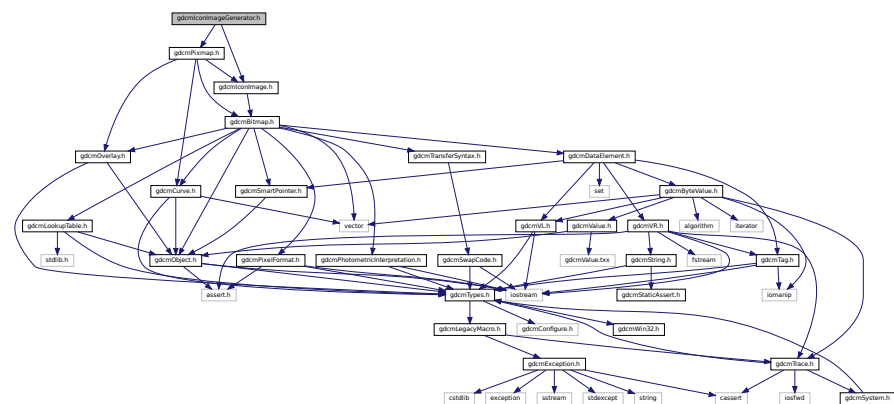 gdcmIconImageGenerator.h
gdcmPixmap.h
gdcmIconImage.h
gdcmBitmap.h
gdcmOverlay.h
gdcmTransferSyntax.h
gdcmDataElement.h
gdcmCurve.h
gdcmSmartPointer.h
set
gdcmByteValue.h
gdcmLookupTable.h
vector
gdcmVL.h
gdcmValue.h
gdcmVR.h
algorithm
iterator
stdlib.h
gdcmObject.h
gdcmPixelFormat.h
gdcmPhotometricInterpretation.h
gdcmSwapCode.h
gdcmValue.txx
gdcmString.h
fstream
gdcmTag.h
assert.h
gdcmTypes.h
iostream
gdcmStaticAssert.h
iomanip
gdcmLegacyMacro.h
gdcmConfigure.h
gdcmWin32.h
gdcmException.h
gdcmTrace.h
cstdlib
exception
sstream
stdexcept
string
cassert
iosfwd
gdcmSystem.h